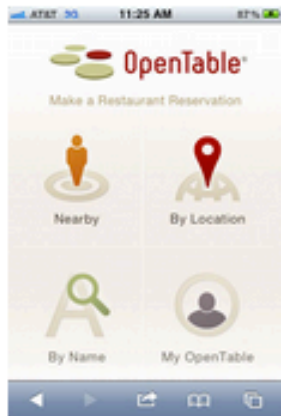 AT&T 3G 11:25 AM 87%
OpenTable®
Make a Restaurant Reservation
Nearby By Location
By Name My OpenTable